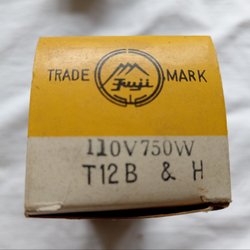 TRADE Fuji MARK
110V750W
T12B & H